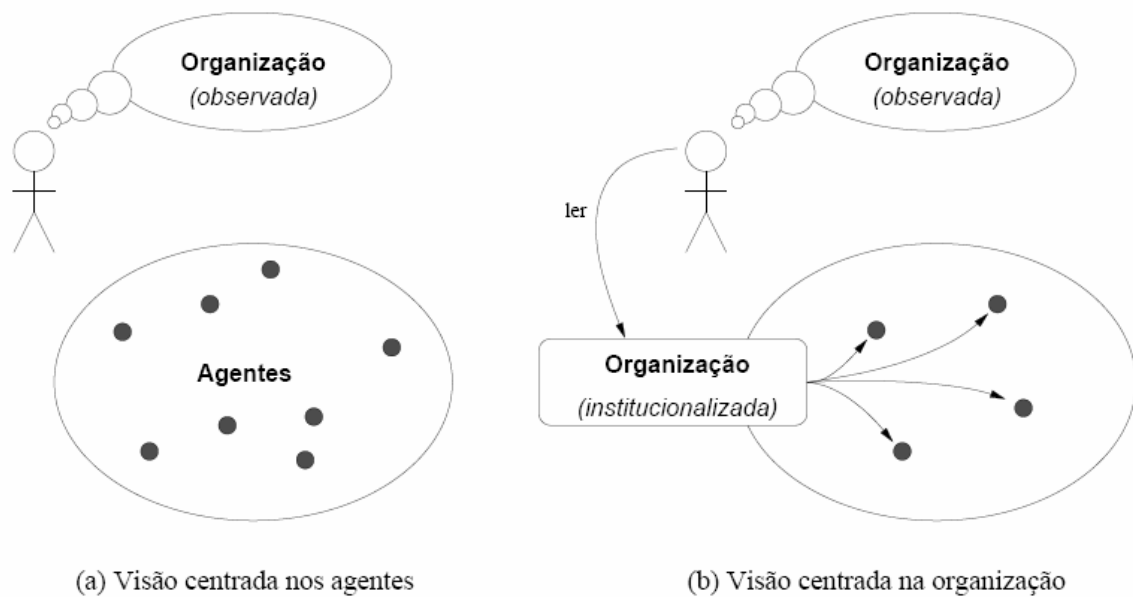 Organização
(observada)
Agentes
(a) Visão centrada nos agentes
Organização
(observada)
ler
Organização
(institucionalizada)
(b) Visão centrada na organização